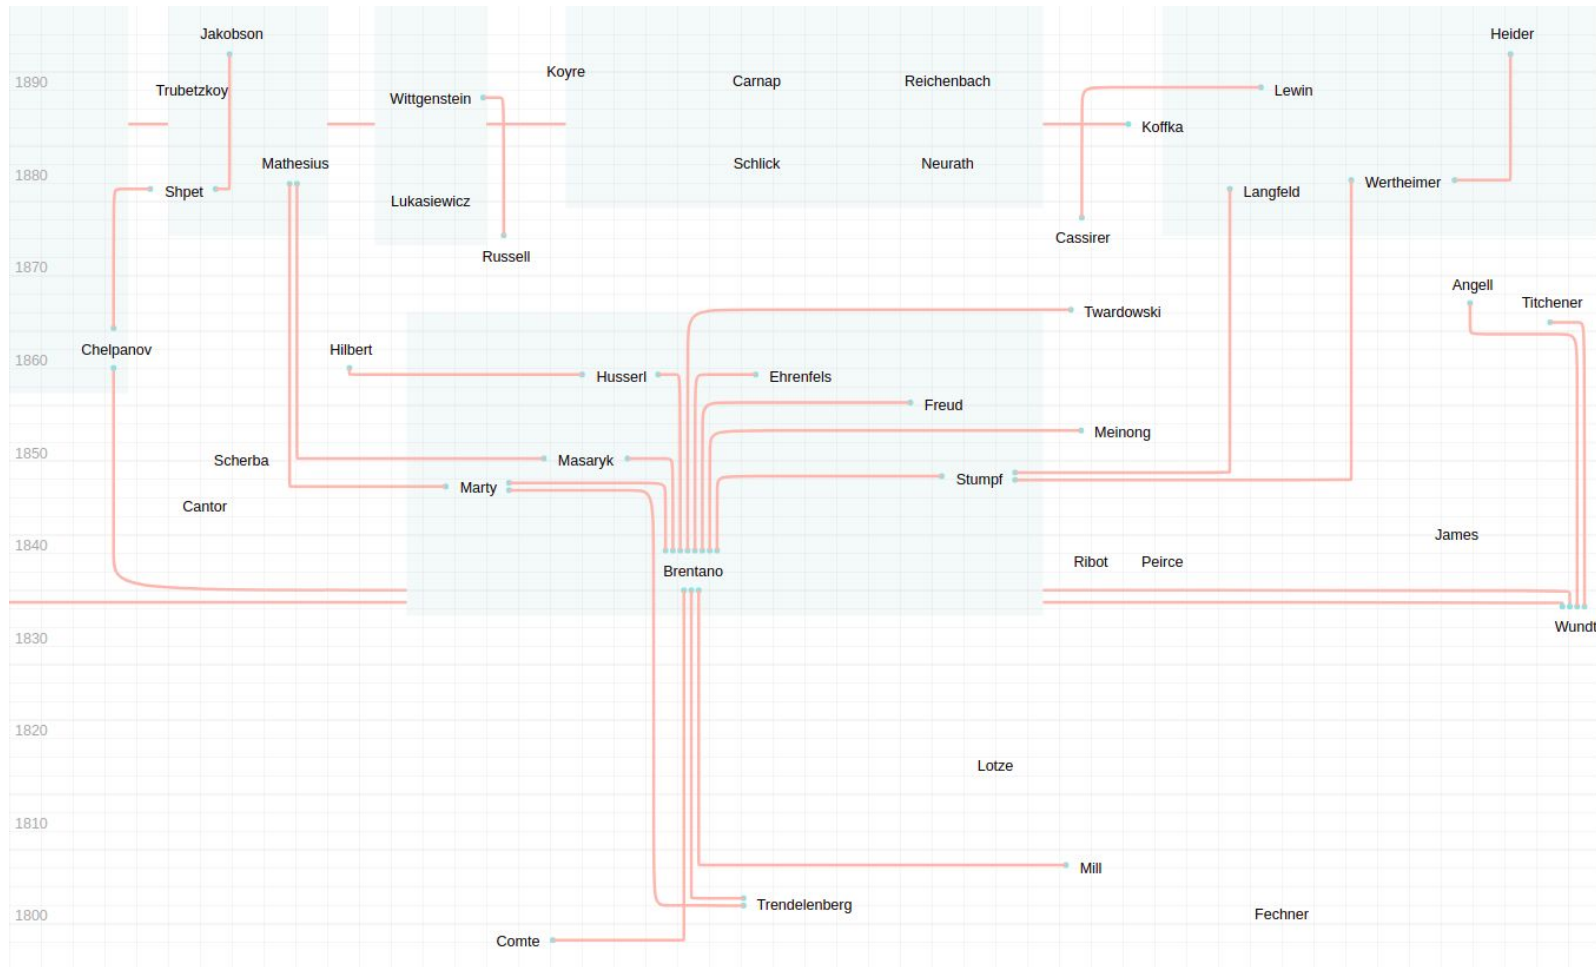 Jakobson
Heider
Koyre
1890
Carnap
Reichenbach
Trubetzkoy
Wittgenstein
Lewin
Koffka
Mathesius
Schlick
Neurath
1880
Shpet
Langfeld
Wertheimer
Lukasiewicz
Cassirer
Russell
1870
Angell
Titchener
Twardowski
Chelpanov
Hilbert
1860
Husserl
Ehrenfels
Freud
Meinong
1850
Scherba
Masaryk
Marty
Stumpf
Cantor
James
1840
Ribot
Peirce
Brentano
1830
Wundt
1820
Lotze
1810
Mill
Trendelenberg
1800
Fechner
Comte